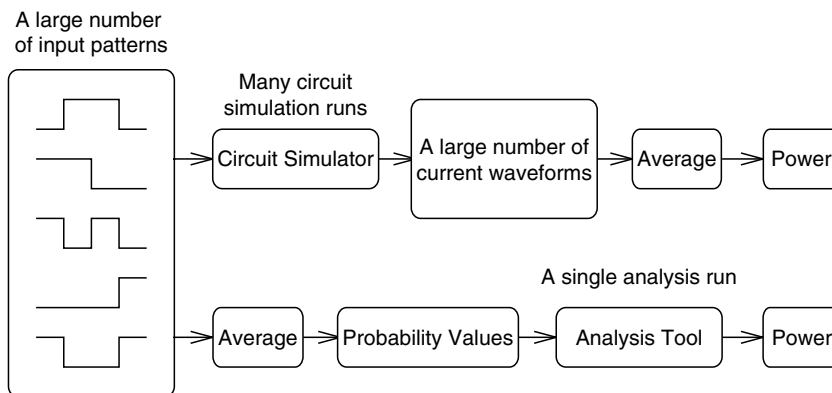 A large number
of input patterns
Many circuit
simulation runs
Circuit Simulator
A large number of
current waveforms
Average
Power
A single analysis run
Average
Probability Values
Analysis Tool
Power